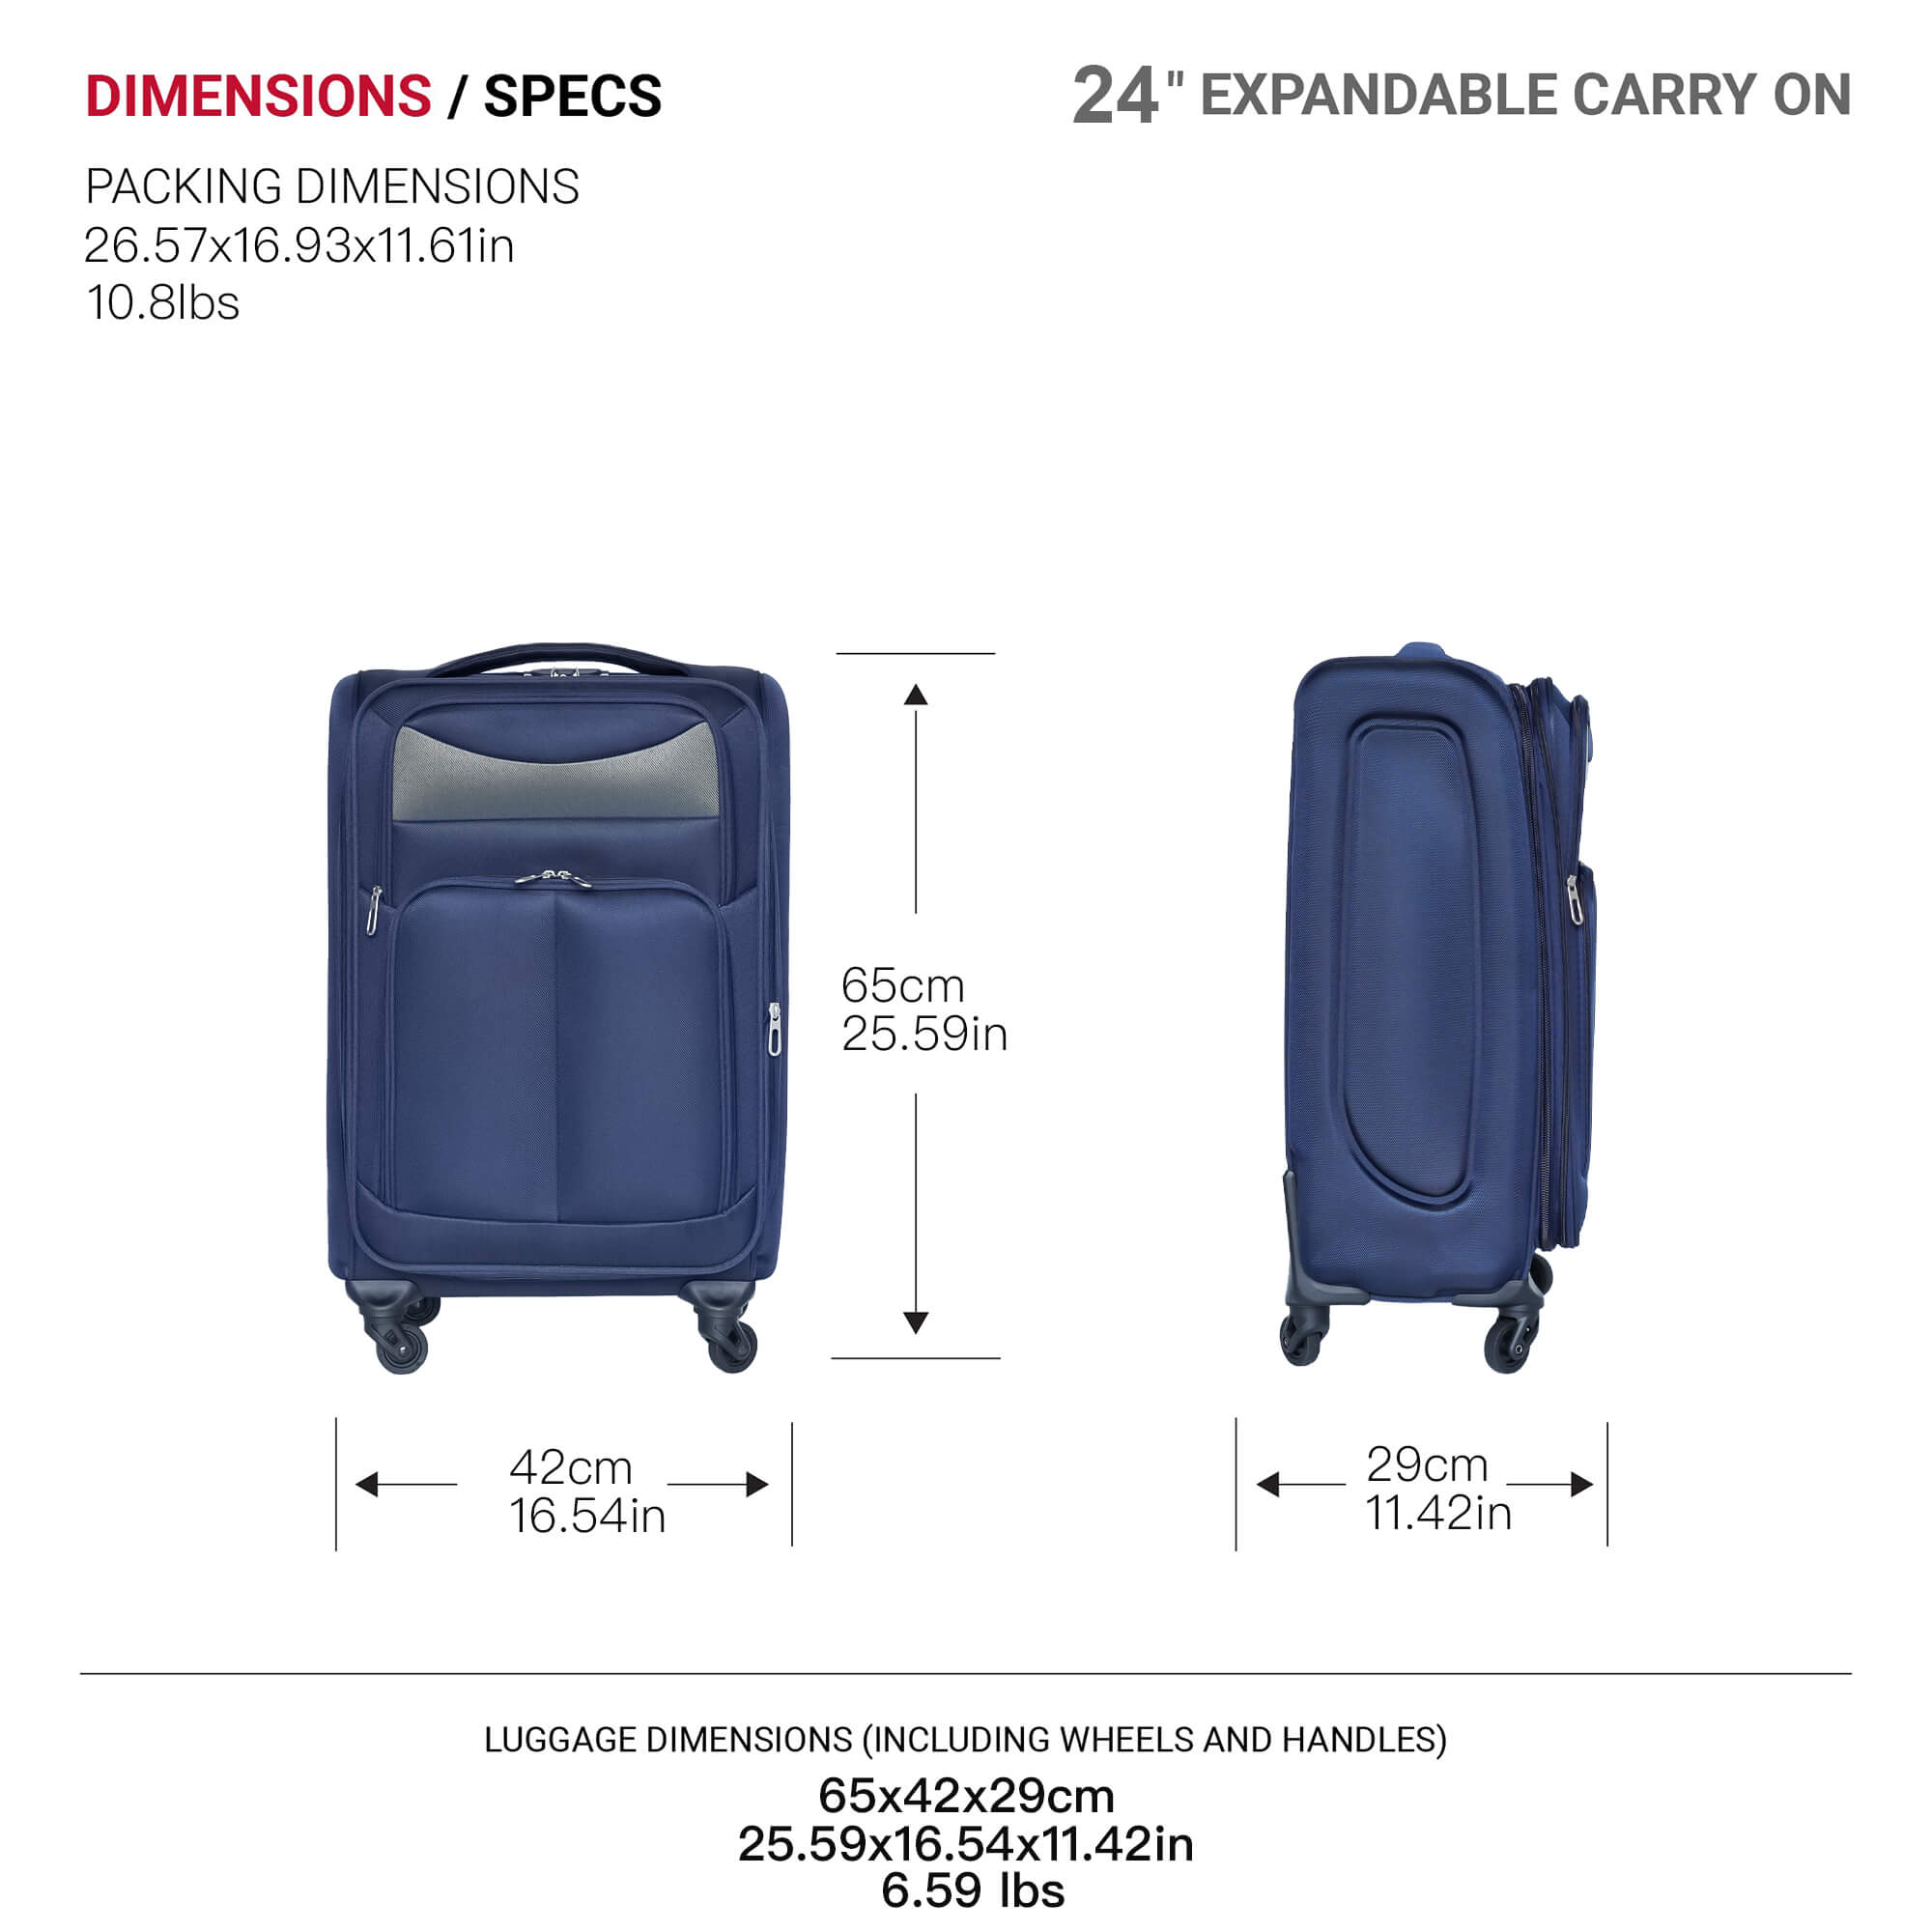 DIMENSIONS / SPECS
24" EXPANDABLE CARRY ON
PACKING DIMENSIONS
26.57x16.93x11.61in
10.8lbs
65cm
25.59in
42cm
16.54in
29cm
11.42in
LUGGAGE DIMENSIONS (INCLUDING WHEELS AND HANDLES)
65x42x29cm
25.59x16.54x11.42in
6.59 lbs